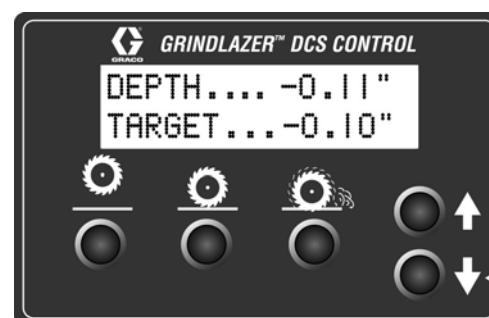 GRACO
GRINDLAZER™ DCS CONTROL
DEPTH.... -0.11"
TARGET...-0.10"